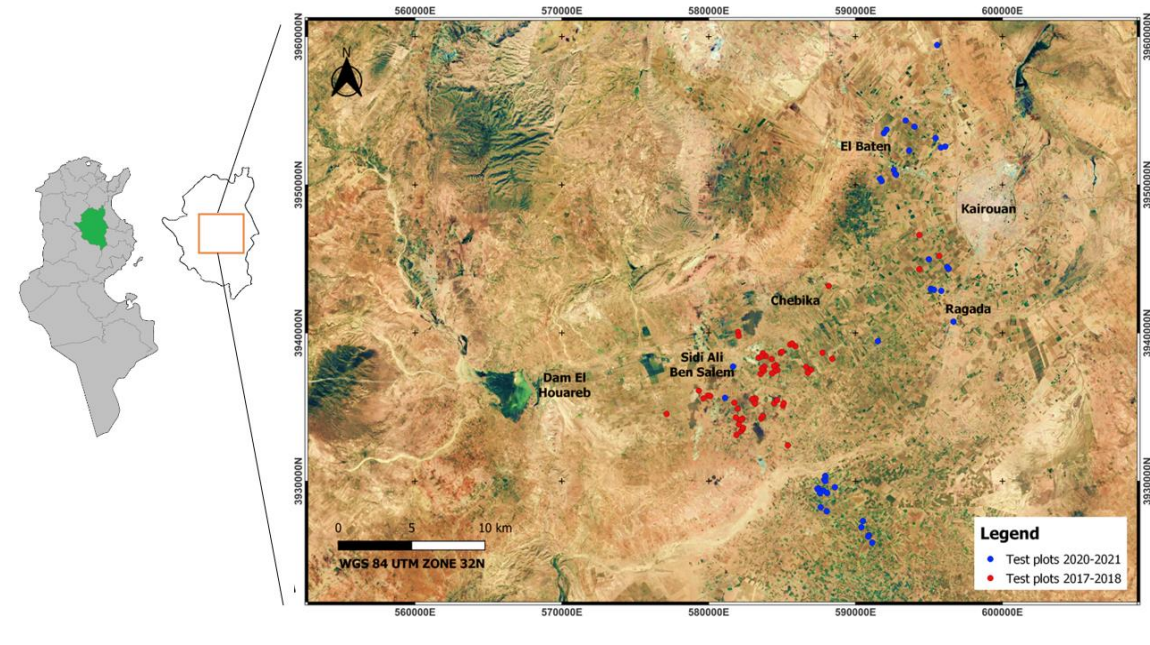 560000E 570000E 580000E 590000E 600000E
3960000N
3960000N
N
El Baten
3950000N
3950000N
Kairouan
Chebika
Ragada
3940000N
3940000N
Sidi Ali
Ben Salem
Dam El
Houareb
3930000N
3930000N
0 5 10 km
WGS 84 UTM ZONE 32N
Legend
Test plots 2020-2021
Test plots 2017-2018
560000E 570000E 580000E 590000E 600000E